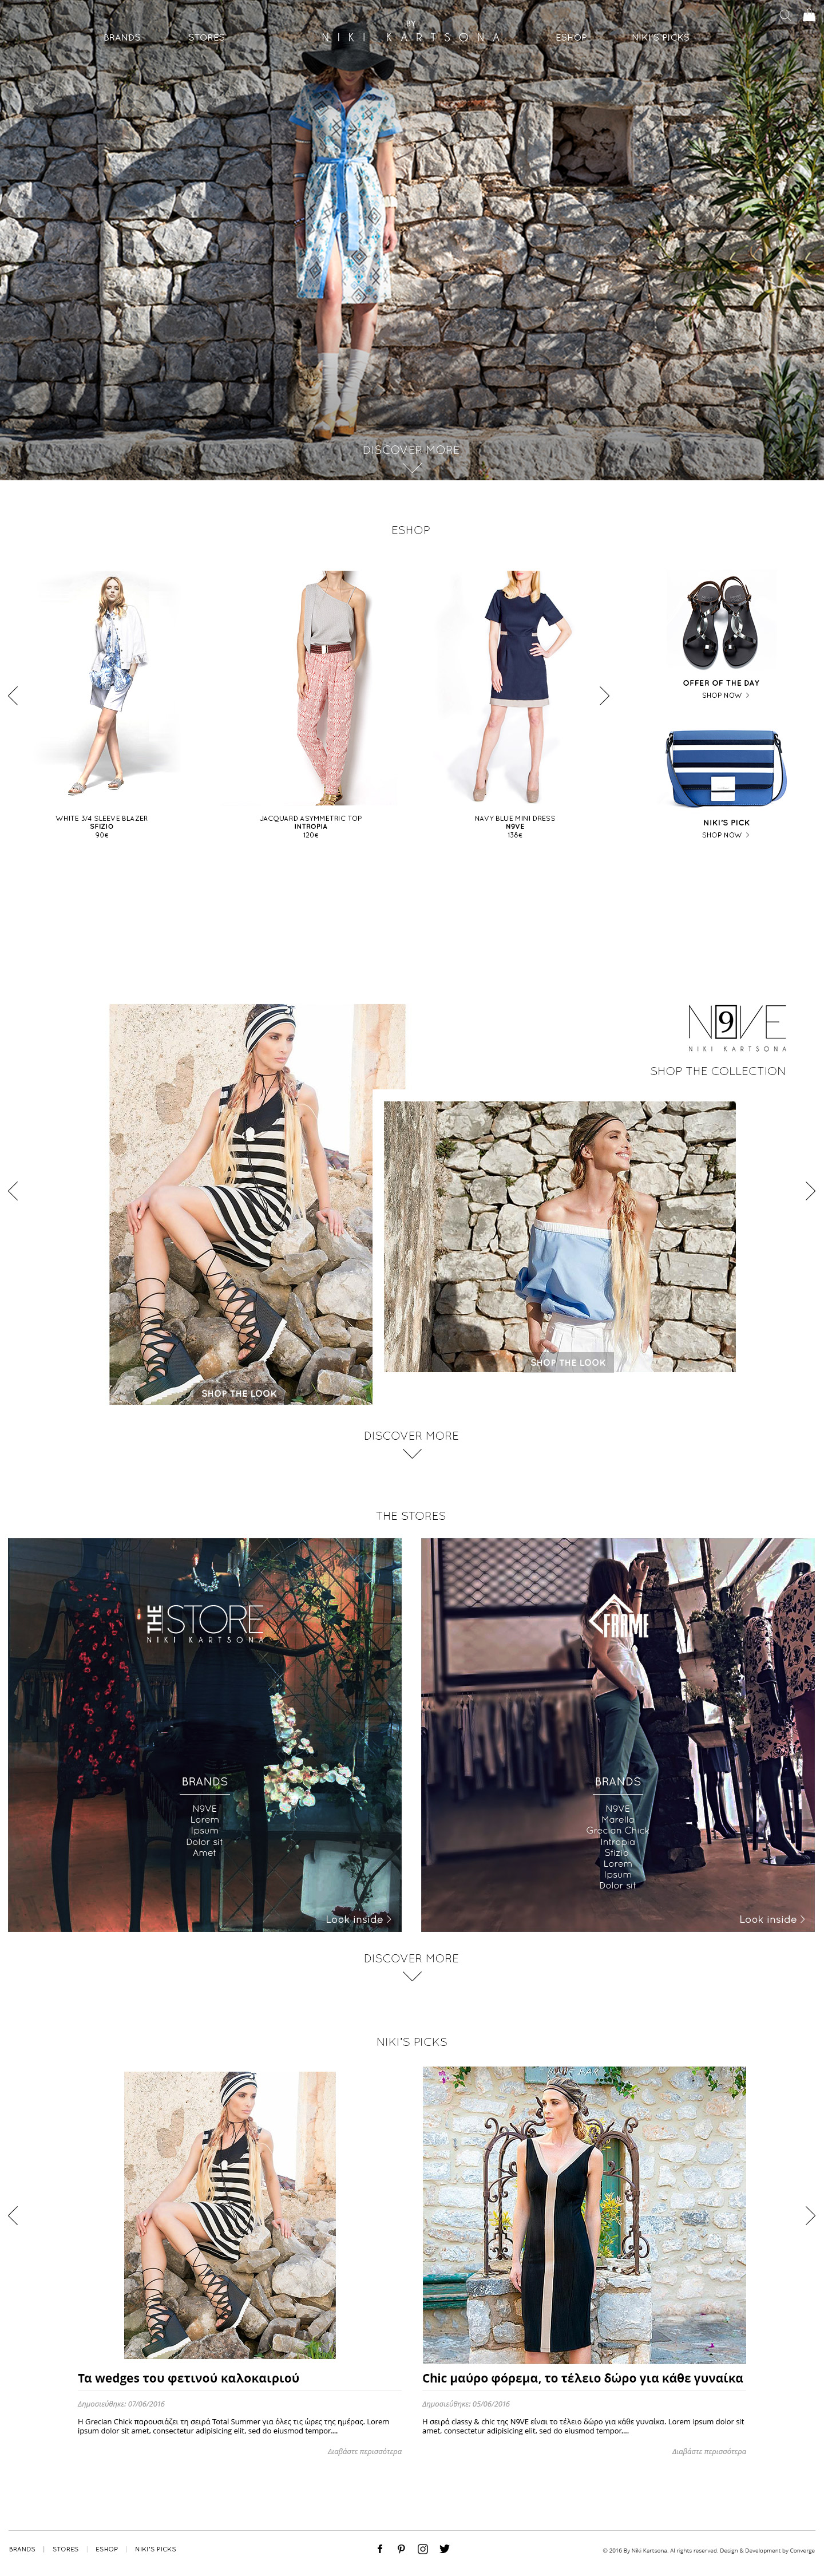 BY
BRANDS STORES NIKI KARTSONA ESHOP NIKI'S PICKS
DISCOVER MORE
ESHOP
WHITE 3/4 SLEEVE BLAZER
SFIZIO
90€
JACQUARD ASYMMETRIC TOP
INTROPIA
120€
NAVY BLUE MINI DRESS
N9VE
138€
OFFER OF THE DAY
SHOP NOW >
NIKI'S PICK
SHOP NOW >
N9VE
NIKI KARTSONA
SHOP THE COLLECTION
SHOP THE LOOK
SHOP THE LOOK
DISCOVER MORE
THE STORES
THE STORE
NIKI KARTSONA
BRANDS
N9VE
Lorem
Ipsum
Dolor sit
Amet
Look inside >
FRAME
BRANDS
N9VE
Marella
Grecian Chick
Intropia
Sfizio
Lorem
Ipsum
Dolor sit
Look inside >
DISCOVER MORE
NIKI'S PICKS
Τα wedges του φετινού καλοκαιριού
Δημοσιεύθηκε: 07/06/2016
Η Grecian Chick παρουσιάζει τη σειρά Total Summer για όλες τις ώρες της ημέρας. Lorem
ipsum dolor sit amet, consectetur adipisicing elit, sed do eiusmod tempor....
Διαβάστε περισσότερα
Chic μαύρο φόρεμα, το τέλειο δώρο για κάθε γυναίκα
Δημοσιεύθηκε: 05/06/2016
Η σειρά classy & chic της N9VE είναι το τέλειο δώρο για κάθε γυναίκα. Lorem ipsum dolor sit
amet, consectetur adipisicing elit, sed do eiusmod tempor....
Διαβάστε περισσότερα
BRANDS | STORES | ESHOP | NIKI'S PICKS
© 2016 By Niki Kartsona. Al rights reserved. Design & Development by Converge